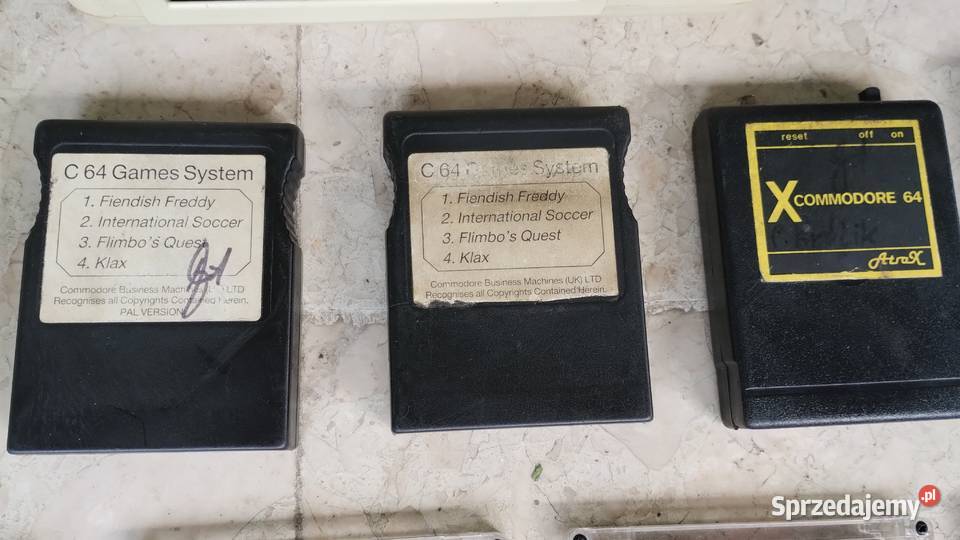 C 64 Games System
1. Fiendish Freddy
2. International Soccer
3. Flimbo's Quest
4. Klax
Commodore Business Machines (UK) LTD
Recognises all Copyrights Contained Herein.
PAL VERSION
C 64 Games System
1. Fiendish Freddy
2. International Soccer
3. Flimbo's Quest
4. Klax
Commodore Business Machines (UK) LTD
Recognises all Copyrights Contained Herein.
reset off on
X COMMODORE 64
AtraX
Sprzedajemy.pl